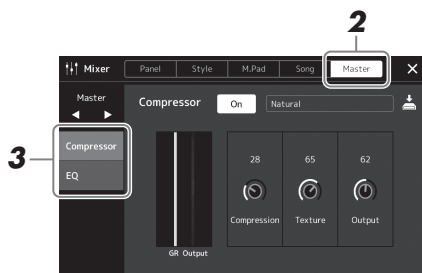 2
Mixer
Panel
Style
M.Pad
Song
Master
Master
Compressor
On
Natural
3
Compressor
EQ
28
65
62
Compression
Texture
Output
GR Output